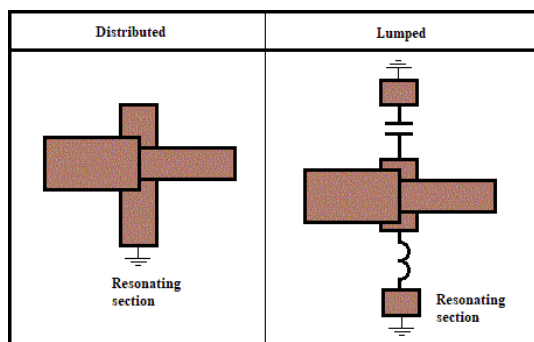 Distributed
Lumped
Resonating
section
Resonating
section